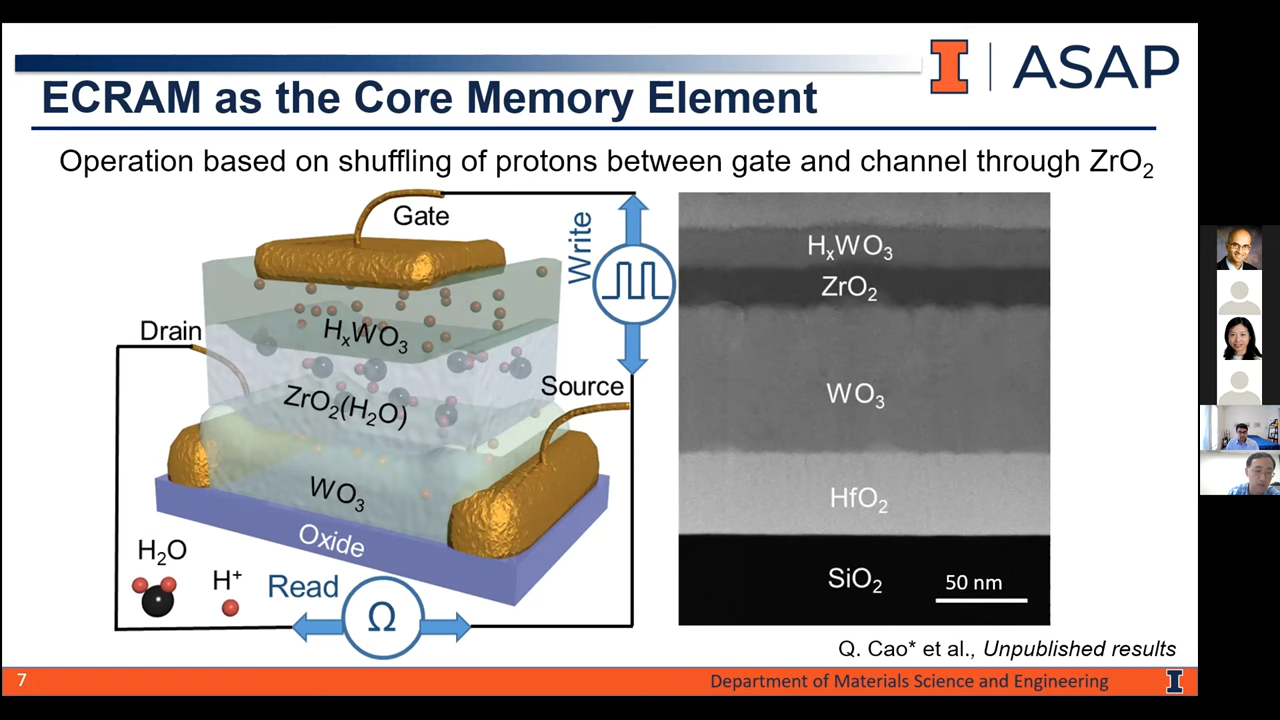 I | ASAP
ECRAM as the Core Memory Element
Operation based on shuffling of protons between gate and channel through ZrO₂
Gate
Write
Drain
HₓWO₃
Source
ZrO₂(H₂O)
WO₃
Oxide
H₂O
H⁺
Read
Ω
HₓWO₃
ZrO₂
WO₃
HfO₂
SiO₂
50 nm
Q. Cao* et al., Unpublished results
7
Department of Materials Science and Engineering
I